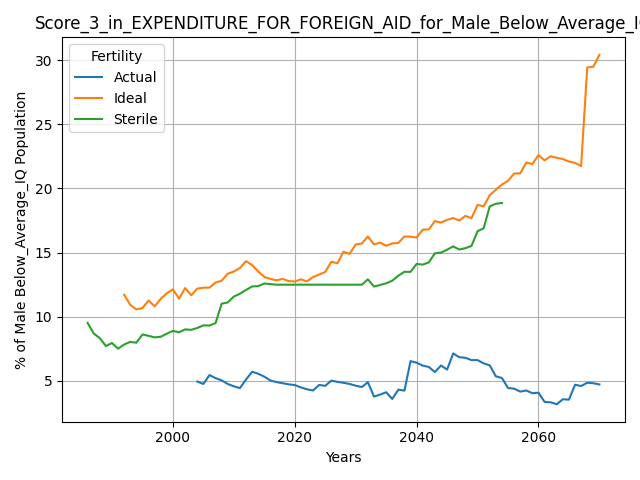 Score_3_in_EXPENDITURE_FOR_FOREIGN_AID_for_Male_Below_Average_I
Fertility
Actual
Ideal
Sterile
% of Male Below_Average_IQ Population
30
25
20
15
10
5
2000 2020 2040 2060
Years